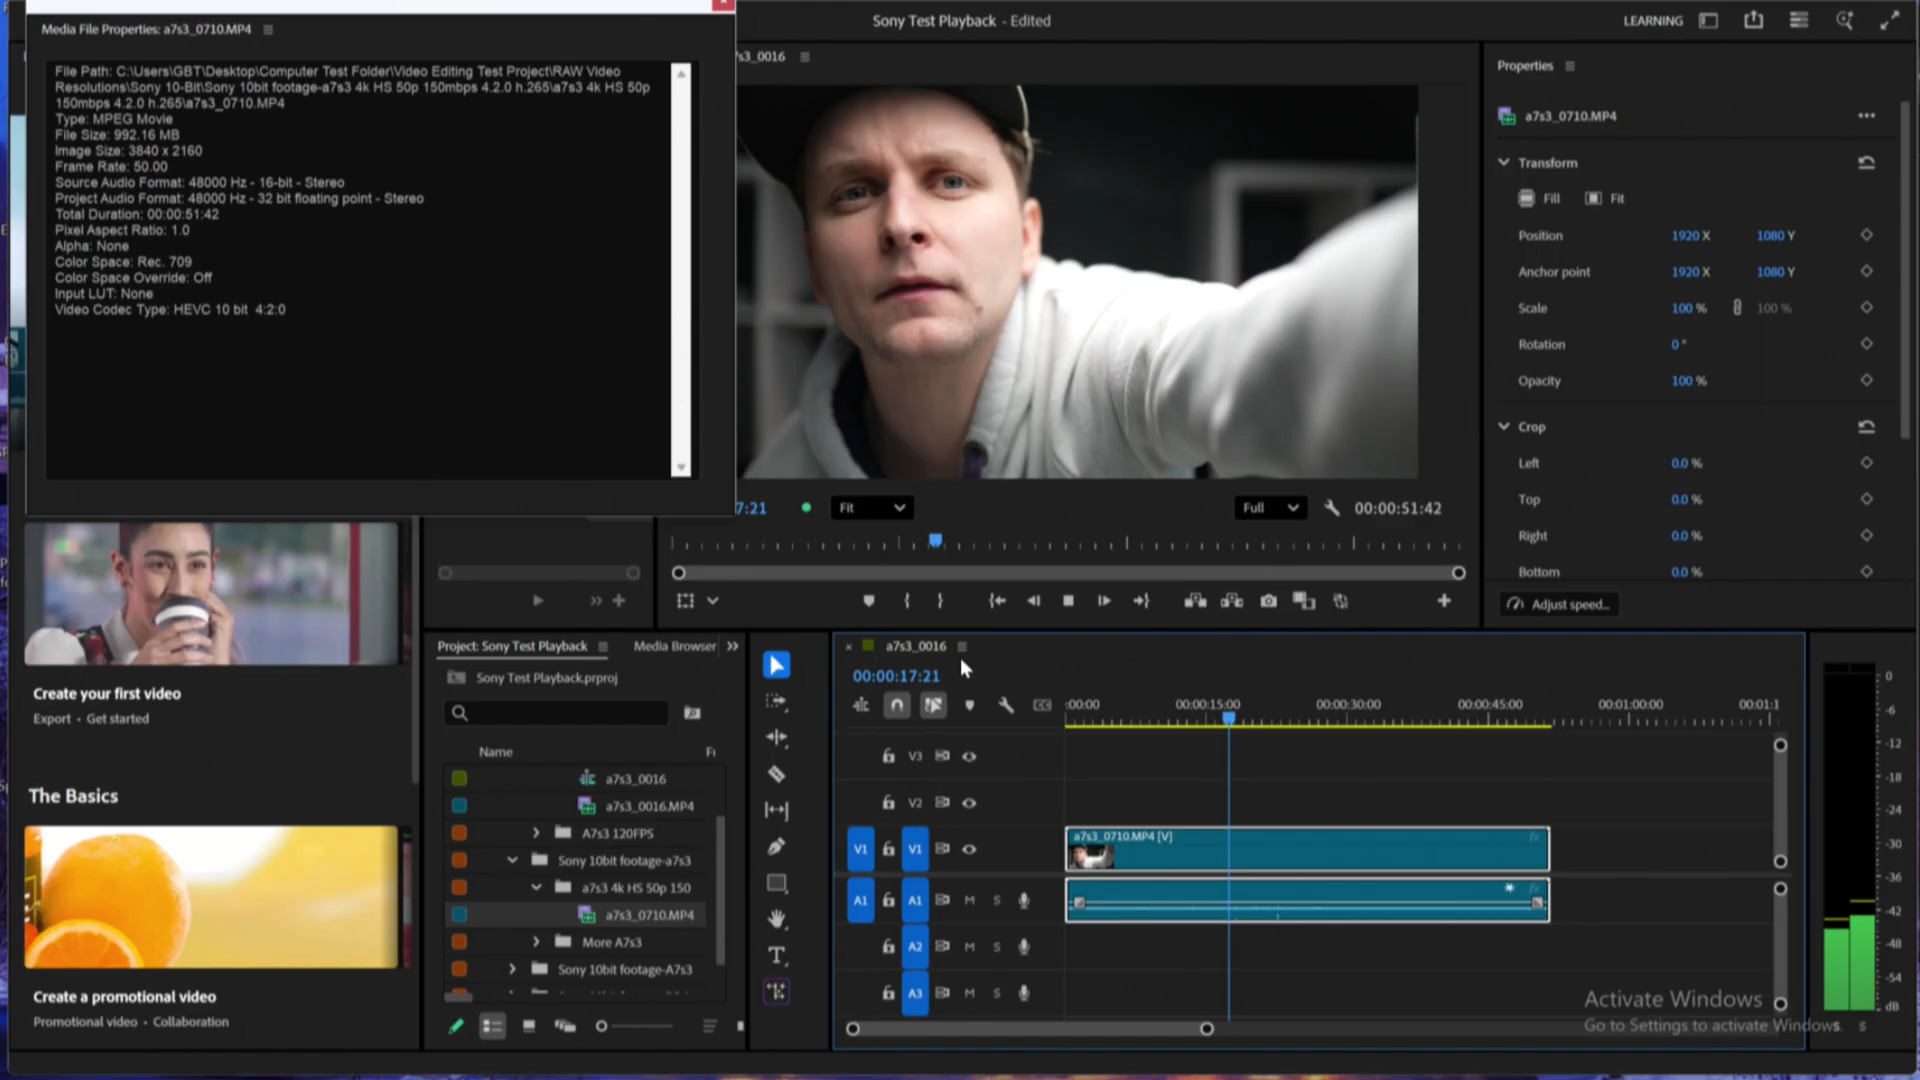 Media File Properties: a7s3_0710.MP4
File Path: C:\Users\GBT\Desktop\Computer Test Folder\Video Editing Test Project\RAW Video
Resolutions\Sony 10-Bit\Sony 10bit footage-a7s3 4k HS 50p 150mbps 4.2.0 h.265\a7s3 4k HS 50p
150mbps 4.2.0 h.265\a7s3_0710.MP4
Type: MPEG Movie
File Size: 992.16 MB
Image Size: 3840 x 2160
Frame Rate: 50.00
Source Audio Format: 48000 Hz - 16-bit - Stereo
Project Audio Format: 48000 Hz - 32 bit floating point - Stereo
Total Duration: 00:00:51:42
Pixel Aspect Ratio: 1.0
Alpha: None
Color Space: Rec. 709
Color Space Override: Off
Input LUT: None
Video Codec Type: HEVC 10 bit 4:2:0
Sony Test Playback - Edited
LEARNING
7s3_0016
7:21
Fit
Full
00:00:51:42
Properties
a7s3_0710.MP4
Transform
Fill
Fit
Position 1920 X 1080 Y
Anchor point 1920 X 1080 Y
Scale 100 % 100 %
Rotation 0 °
Opacity 100 %
Crop
Left 0.0 %
Top 0.0 %
Right 0.0 %
Bottom 0.0 %
Adjust speed...
Create your first video
Export • Get started
The Basics
Create a promotional video
Promotional video • Collaboration
Project: Sony Test Playback
Media Browser
Sony Test Playback.prproj
Name
a7s3_0016
a7s3_0016.MP4
A7s3 120FPS
Sony 10bit footage-a7s3
a7s3 4k HS 50p 150
a7s3_0710.MP4
More A7s3
Sony 10bit footage-A7s3
a7s3_0016
00:00:17:21
:00:00
00:00:15:00
00:00:30:00
00:00:45:00
00:01:00:00
00:01:1
V3
V2
V1 V1
a7s3_0710.MP4 [V]
fx
A1 A1 M S
fx
A2 M S
A3 M S
0
-6
-12
-18
-24
-30
-36
-42
-48
-54
dB
S S
Activate Windows
Go to Settings to activate Windows.